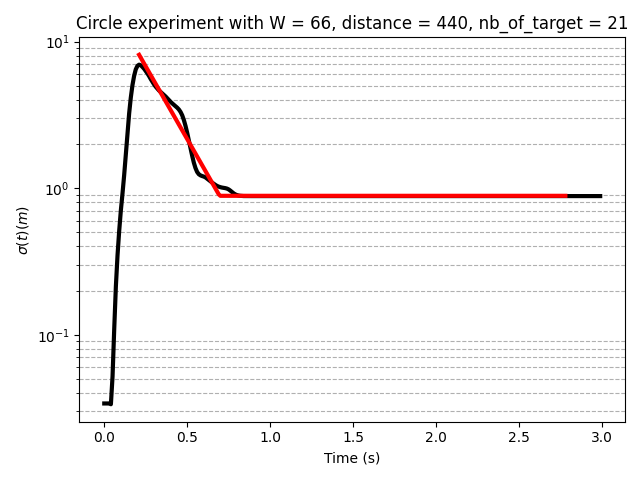 Circle experiment with W = 66, distance = 440, nb_of_target = 21
10¹
10⁰
10⁻¹
σ(t)(m)
0.0 0.5 1.0 1.5 2.0 2.5 3.0
Time (s)